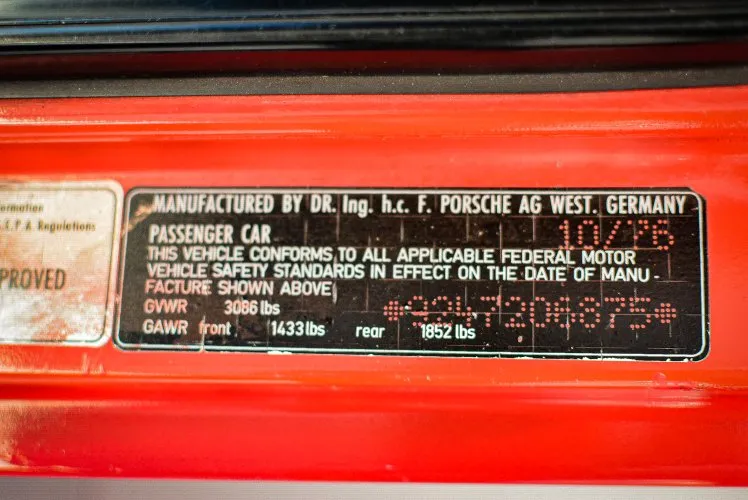 ormation
E.P.A Regulations
PROVED
MANUFACTURED BY DR. Ing. h.c. F. PORSCHE AG WEST. GERMANY
PASSENGER CAR 10/76
THIS VEHICLE CONFORMS TO ALL APPLICABLE FEDERAL MOTOR
VEHICLE SAFETY STANDARDS IN EFFECT ON THE DATE OF MANU-
FACTURE SHOWN ABOVE
GVWR 3086 lbs *9247206875*
GAWR front 1433 lbs rear 1852 lbs